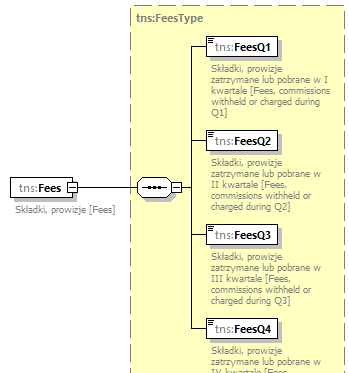 tns:FeesType
tns:FeesQ1
Składki, prowizje
zatrzymane lub pobrane w I
kwartale [Fees, commissions
withheld or charged during
Q1]
tns:FeesQ2
Składki, prowizje
zatrzymane lub pobrane w
II kwartale [Fees,
commissions withheld or
charged during Q2]
tns:Fees
Składki, prowizje [Fees]
tns:FeesQ3
Składki, prowizje
zatrzymane lub pobrane w
III kwartale [Fees,
commissions withheld or
charged during Q3]
tns:FeesQ4
Składki, prowizje
zatrzymane lub pobrane w
IV kwartale [Fees,